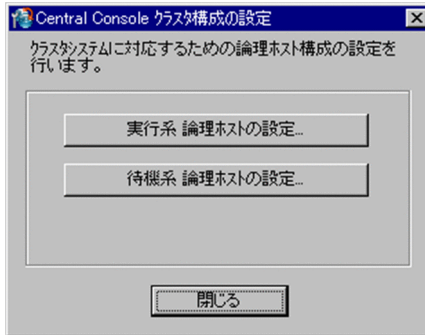 Central Console クラスタ構成の設定
クラスタシステムに対応するための論理ホスト構成の設定を
行います。
実行系 論理ホストの設定...
待機系 論理ホストの設定...
閉じる